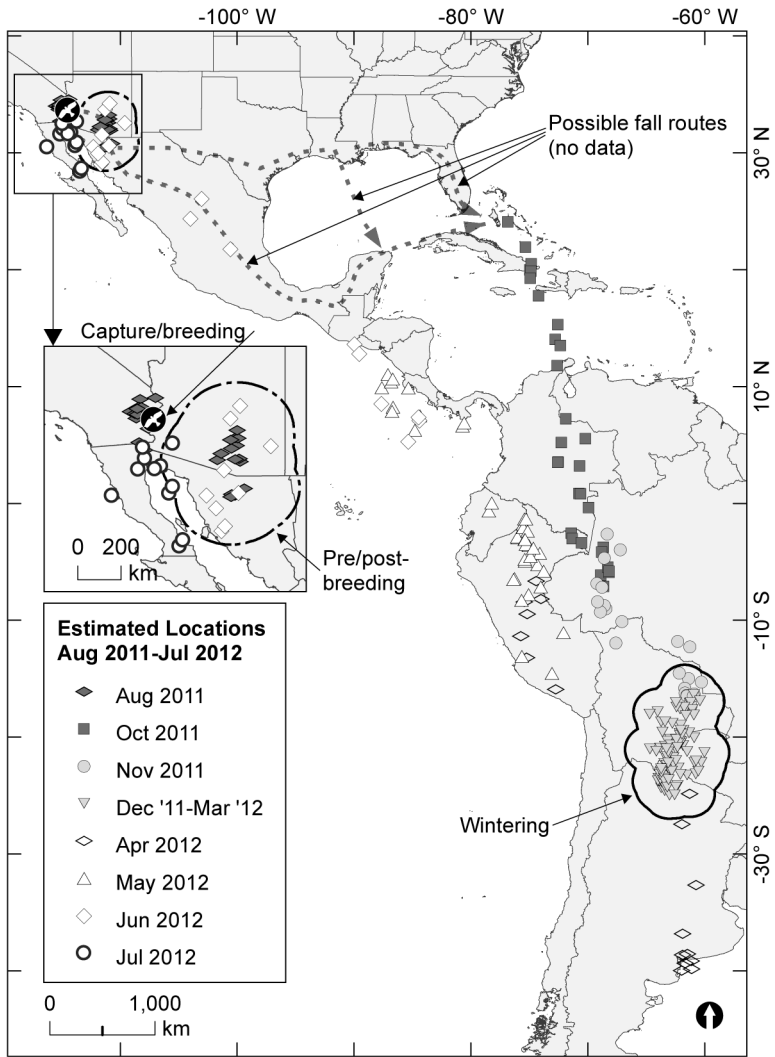 -100° W
-80° W
-60° W
Possible fall routes
(no data)
30° N
Capture/breeding
10° N
0 200
km
Pre/post-
breeding
-10° S
Estimated Locations
Aug 2011-Jul 2012
Aug 2011
Oct 2011
Nov 2011
Dec '11-Mar '12
Apr 2012
May 2012
Jun 2012
Jul 2012
Wintering
-30° S
0 1,000
km